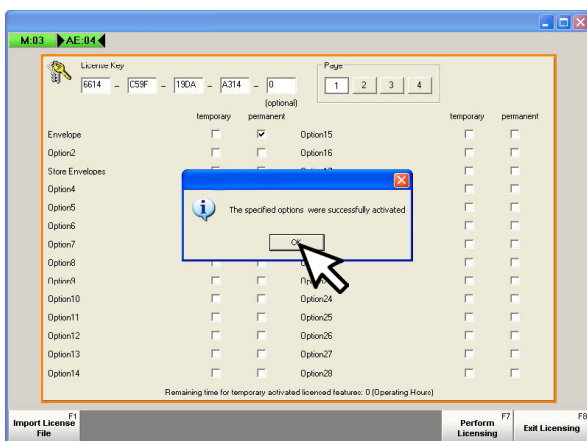 M:03 AE:04
License Key
6614 - C59F - 19DA - A314 - 0
(optional)
Page
1 2 3 4
temporary permanent temporary permanent
Envelope Option15
Option2 Option16
Store Envelopes
Option4
The specified options were successfully activated
Option5
Option6
OK
Option7
Option8
Option9
Option10 Option24
Option11 Option25
Option12 Option26
Option13 Option27
Option14 Option28
Remaining time for temporary activated licenced features: 0 (Operating Hours)
F1
Import License File
F7
Perform Licensing
F8
Exit Licensing